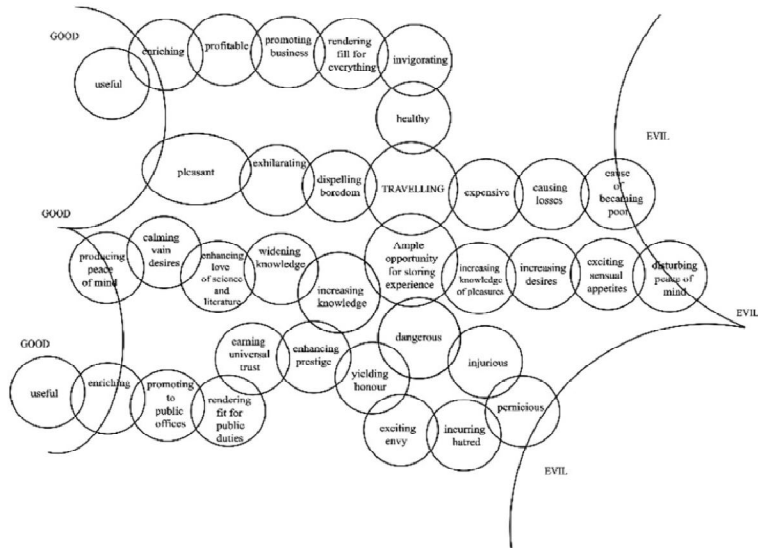 GOOD
enriching
profitable
promoting
business
rendering
fill for
everything
invigorating
useful
healthy
EVIL
pleasant
exhilarating
dispelling
boredom
TRAVELLING
expensive
causing
losses
cause
of
becoming
poor
GOOD
producing
peace
of mind
calming
vain
desires
enhancing
love
of science
and
literature
widening
knowledge
increasing
knowledge
Ample
opportunity
for storing
experience
increasing
knowledge
of pleasures
increasing
desires
exciting
sensual
appetites
disturbing
peace of
mind
EVIL
GOOD
earning
universal
trust
enhancing
prestige
dangerous
injurious
useful
enriching
promoting
to
public
offices
rendering
fit for
public
duties
yielding
honour
pernicious
exciting
envy
incurring
hatred
EVIL